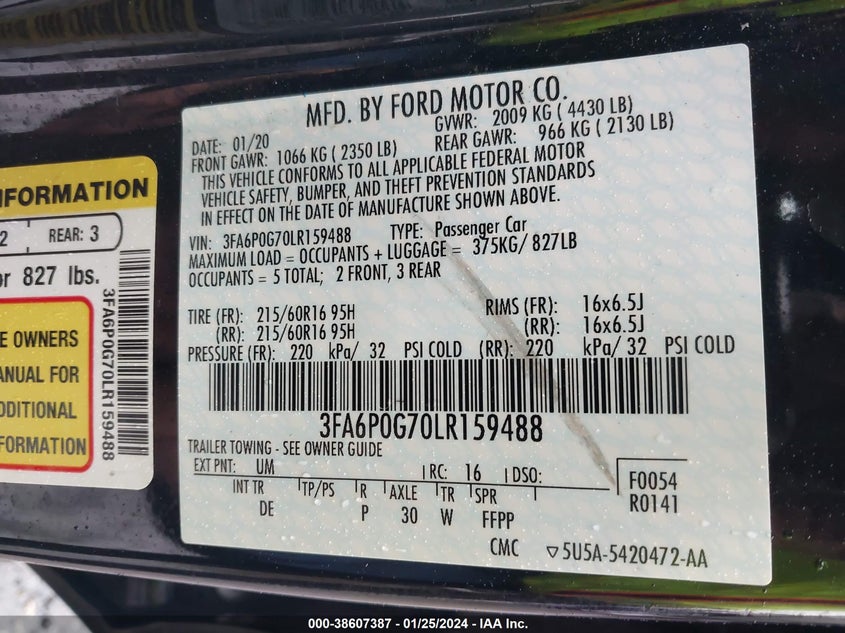 MFD. BY FORD MOTOR CO.
DATE: 01/20 GVWR: 2009 KG ( 4430 LB)
FRONT GAWR: 1066 KG ( 2350 LB) REAR GAWR: 966 KG ( 2130 LB)
THIS VEHICLE CONFORMS TO ALL APPLICABLE FEDERAL MOTOR
VEHICLE SAFETY, BUMPER, AND THEFT PREVENTION STANDARDS
IN EFFECT ON THE DATE OF MANUFACTURE SHOWN ABOVE.
VIN: 3FA6P0G70LR159488 TYPE: Passenger Car
MAXIMUM LOAD = OCCUPANTS + LUGGAGE = 375KG/ 827LB
OCCUPANTS = 5 TOTAL; 2 FRONT, 3 REAR
TIRE (FR): 215/60R16 95H RIMS (FR): 16x6.5J
(RR): 215/60R16 95H (RR): 16x6.5J
PRESSURE (FR): 220 kPa/ 32 PSI COLD (RR): 220 kPa/ 32 PSI COLD
3FA6P0G70LR159488
TRAILER TOWING - SEE OWNER GUIDE
EXT PNT: UM RC: 16 DSO: F0054
R0141
INT TR TP/PS R AXLE TR SPR
DE P 30 W FFPP
CMC ▽5U5A-5420472-AA
INFORMATION
2 REAR: 3
or 827 lbs.
OWNERS
MANUAL FOR
ADDITIONAL
INFORMATION
3FA6P0G70LR159488
000-38607387 - 01/25/2024 - IAA Inc.